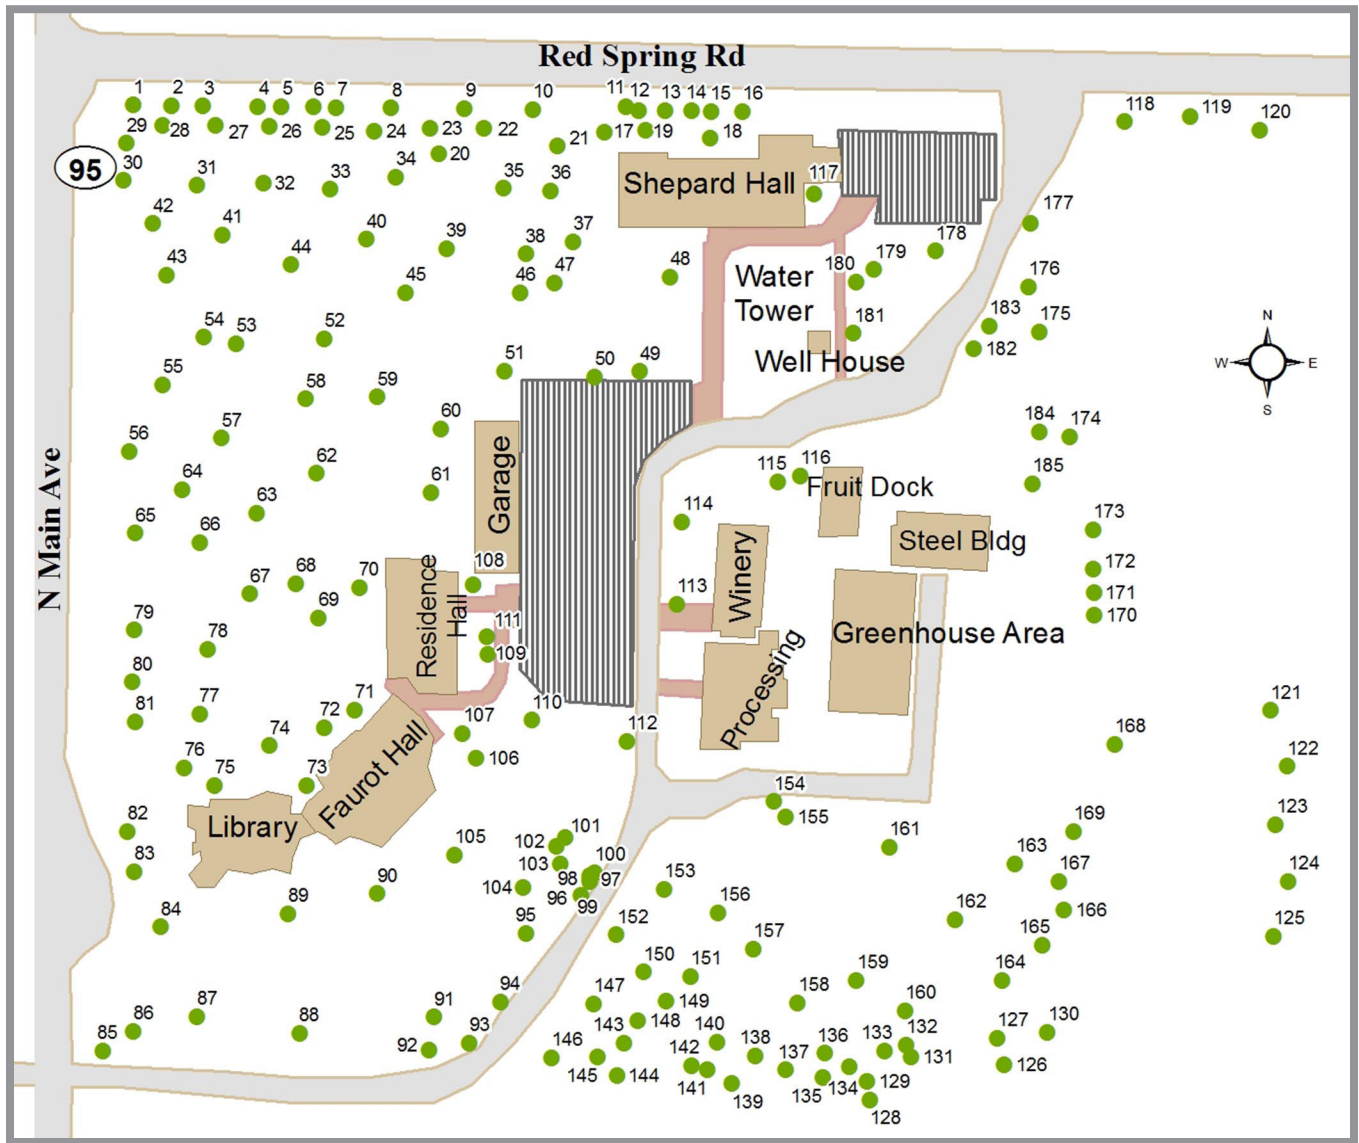 Red Spring Rd
1 2 3 4 5 6 7 8 9 10 11 12 13 14 15 16 118 119 120
29 28 27 26 25 24 23 22 21 17 19 18
95 30 31 32 33 34 20 35 36 Shepard Hall 117
42 41 40 39 38 37 177
43 44 45 46 47 48 Water 180 179 178 176
Tower
54 53 52 181 183 175
51 50 49 Well House 182 W N E S
55 58 59
56 57 60 184 174
64 63 62 61 Garage 115 116 Fruit Dock 185
N Main Ave
65 66 114 Winery Steel Bldg 173
67 68 70 Residence 108 172
69 Hall 113 171
79 78 111 Greenhouse Area 170
80 109 Processing
81 77 71 110 121
76 74 72 107 112 168
75 73 Faurot Hall 106 122
82 Library 154 123
105 102 101 155 161 169
83 103 100 163
90 104 98 97 153 167 124
84 89 96 99 156 162 166
95 152 157 165 125
150 151 159 164
86 87 88 91 94 147 149 158 160
85 92 93 143 148 140 138 136 133 132 127 130
146 142 137 131 126
145 144 141 135 134 129
139 128